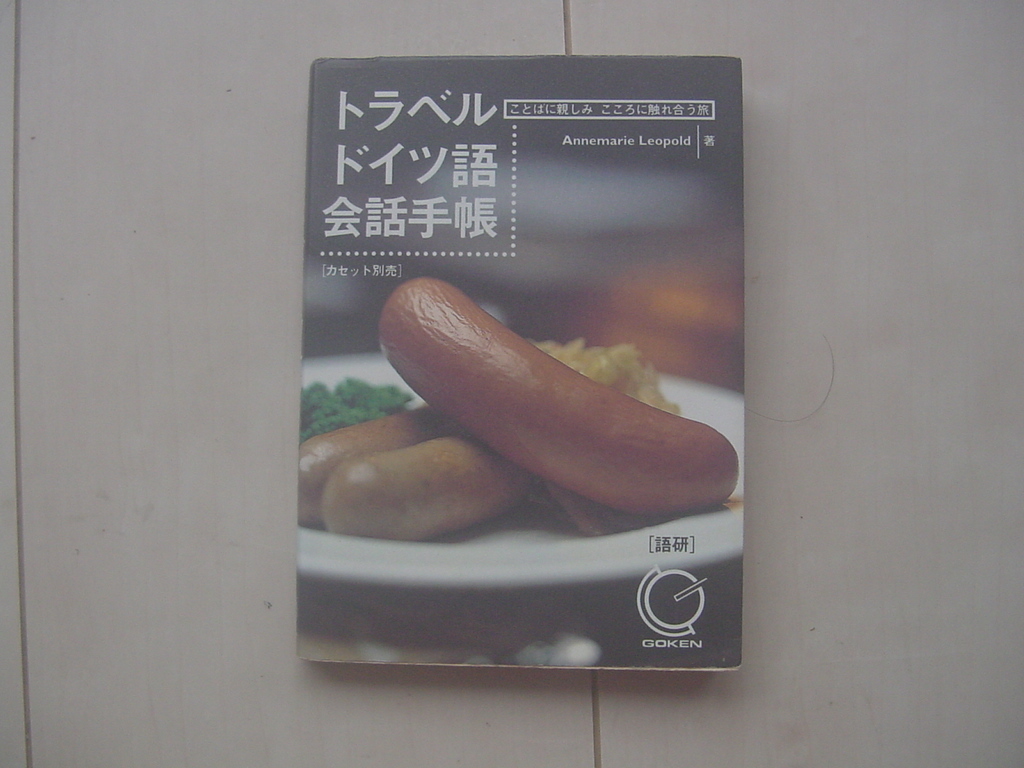 トラベル
ドイツ語
会話手帳
[カセット別売]
ことばに親しみ こころに触れ合う旅
Annemarie Leopold 著
[語研]
GOKEN